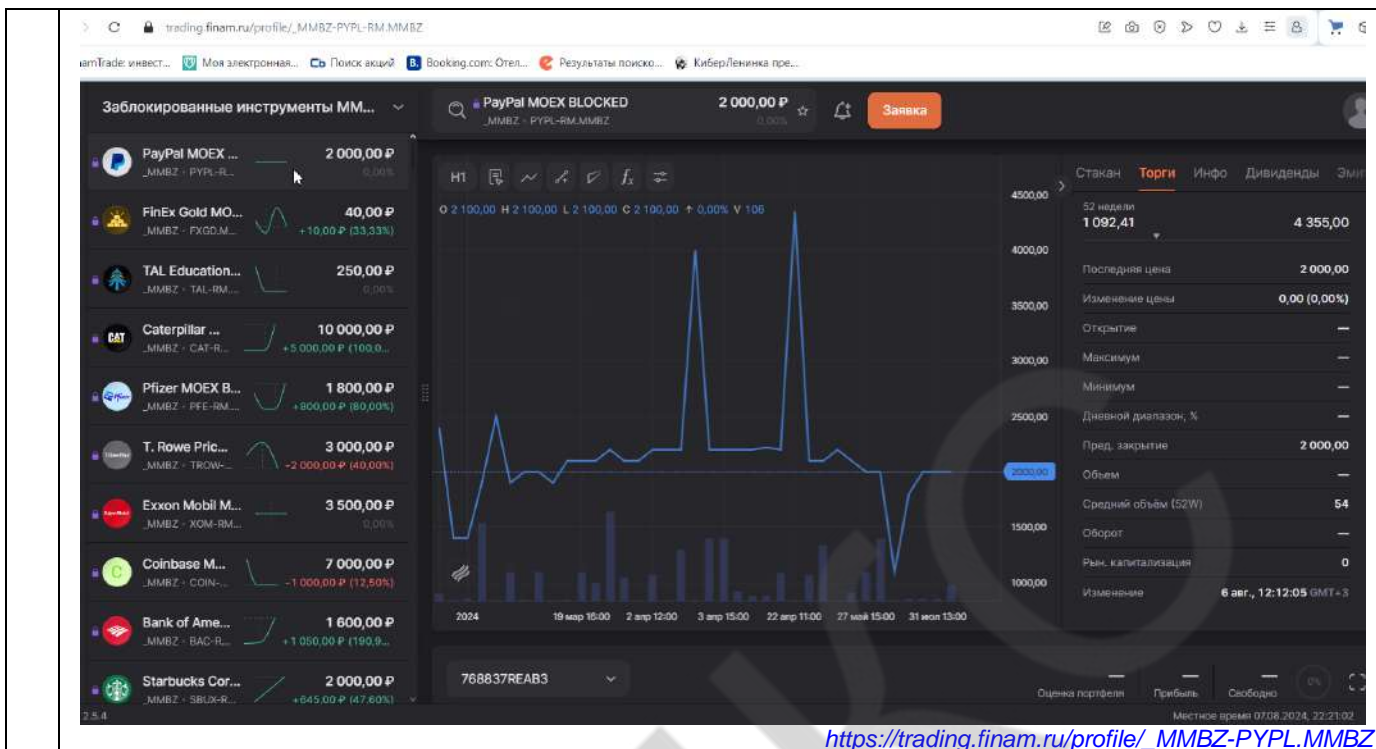 trading.finam.ru/profile/_MMBZ-PYPL-RM.MMBZ
amTrade: инвест... Моя электронная... Сь Поиск акций B. Booking.com: Отел... Результаты поиско... КиберЛенинка пре...
Заблокированные инструменты MM...
PayPal MOEX BLOCKED 2 000,00 ₽
_MMBZ - PYPL-RM.MMBZ 0,00%
Заявка
PayPal MOEX ... 2 000,00 ₽
_MMBZ - PYPL-R... 0,00%
FinEx Gold MO... 40,00 ₽
_MMBZ - FXGD.M... +10,00 ₽ (33,33%)
TAL Education... 250,00 ₽
_MMBZ - TAL-RM.... 0,00%
CAT
Caterpillar ... 10 000,00 ₽
_MMBZ - CAT-R... +5 000,00 ₽ (100,0...
Pfizer MOEX B... 1 800,00 ₽
_MMBZ - PFE-RM.... +800,00 ₽ (80,00%)
T. Rowe Pric... 3 000,00 ₽
_MMBZ - TROW-... -2 000,00 ₽ (40,00%)
Exxon Mobil M... 3 500,00 ₽
_MMBZ - XOM-RM... 0,00%
C
Coinbase M... 7 000,00 ₽
_MMBZ - COIN-... -1 000,00 ₽ (12,50%)
Bank of Ame... 1 600,00 ₽
_MMBZ - BAC-R... +1 050,00 ₽ (190,9...
Starbucks Cor... 2 000,00 ₽
_MMBZ - SBUX-R... +645,00 ₽ (47,60%)
2.5.4
H1 fx
O 2 100,00 H 2 100,00 L 2 100,00 C 2 100,00 0,00% V 106
4500,00
4000,00
3500,00
3000,00
2500,00
2000,00
1500,00
1000,00
2024 19 мар 16:00 2 апр 12:00 3 апр 15:00 22 апр 11:00 27 май 15:00 31 июл 13:00
Стакан Торги Инфо Дивиденды Эми
52 недели
1 092,41 4 355,00
Последняя цена 2 000,00
Изменение цены 0,00 (0,00%)
Открытие —
Максимум —
Минимум —
Дневной диапазон, % —
Пред. закрытие 2 000,00
Объем —
Средний объём (52W) 54
Оборот —
Рын. капитализация 0
Изменение 6 авг., 12:12:05 GMT+3
768837REAB3
Оценка портфеля — Прибыль — Свободно — 0%
Местное время 07.08.2024, 22:21:02
https://trading.finam.ru/profile/_MMBZ-PYPL.MMBZ